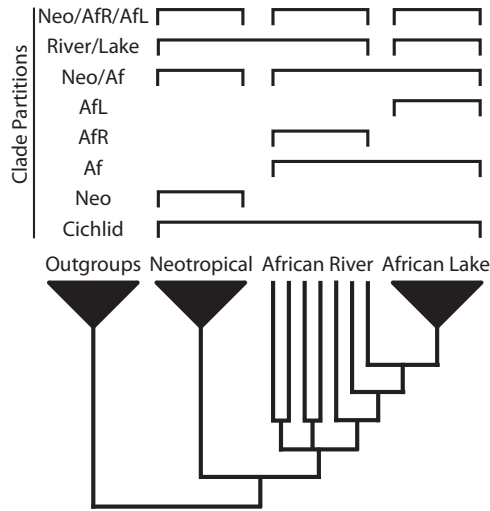 Clade Partitions
Neo/AfR/AfL
River/Lake
Neo/Af
AfL
AfR
Af
Neo
Cichlid
Outgroups Neotropical African River African Lake